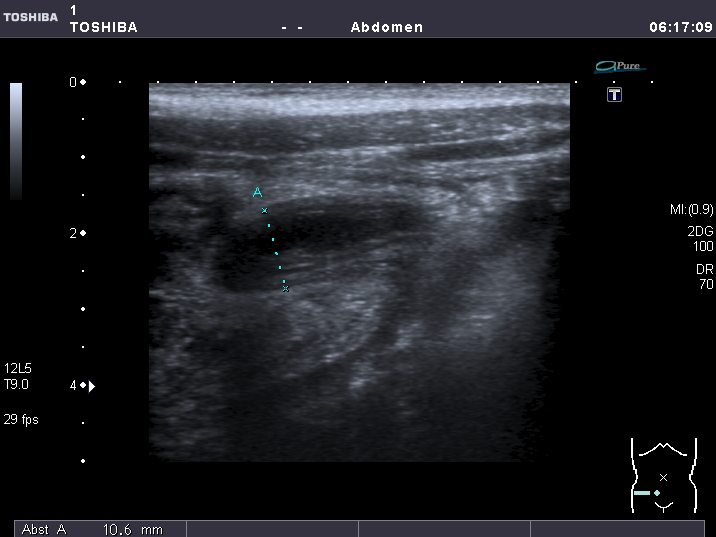 TOSHIBA
1
TOSHIBA - - Abdomen 06:17:09
Pure
T
0
A
MI:(0.9)
2
2DG
100
DR
70
12L5
T9.0
4
29 fps
Abst A 10.6 mm